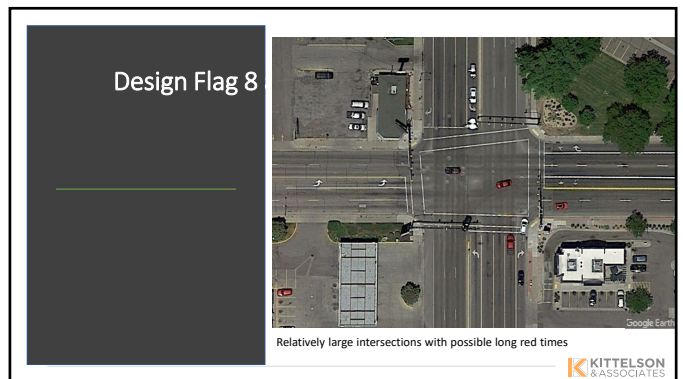 Design Flag 8
Google Earth
Relatively large intersections with possible long red times
KITTELSON
& ASSOCIATES